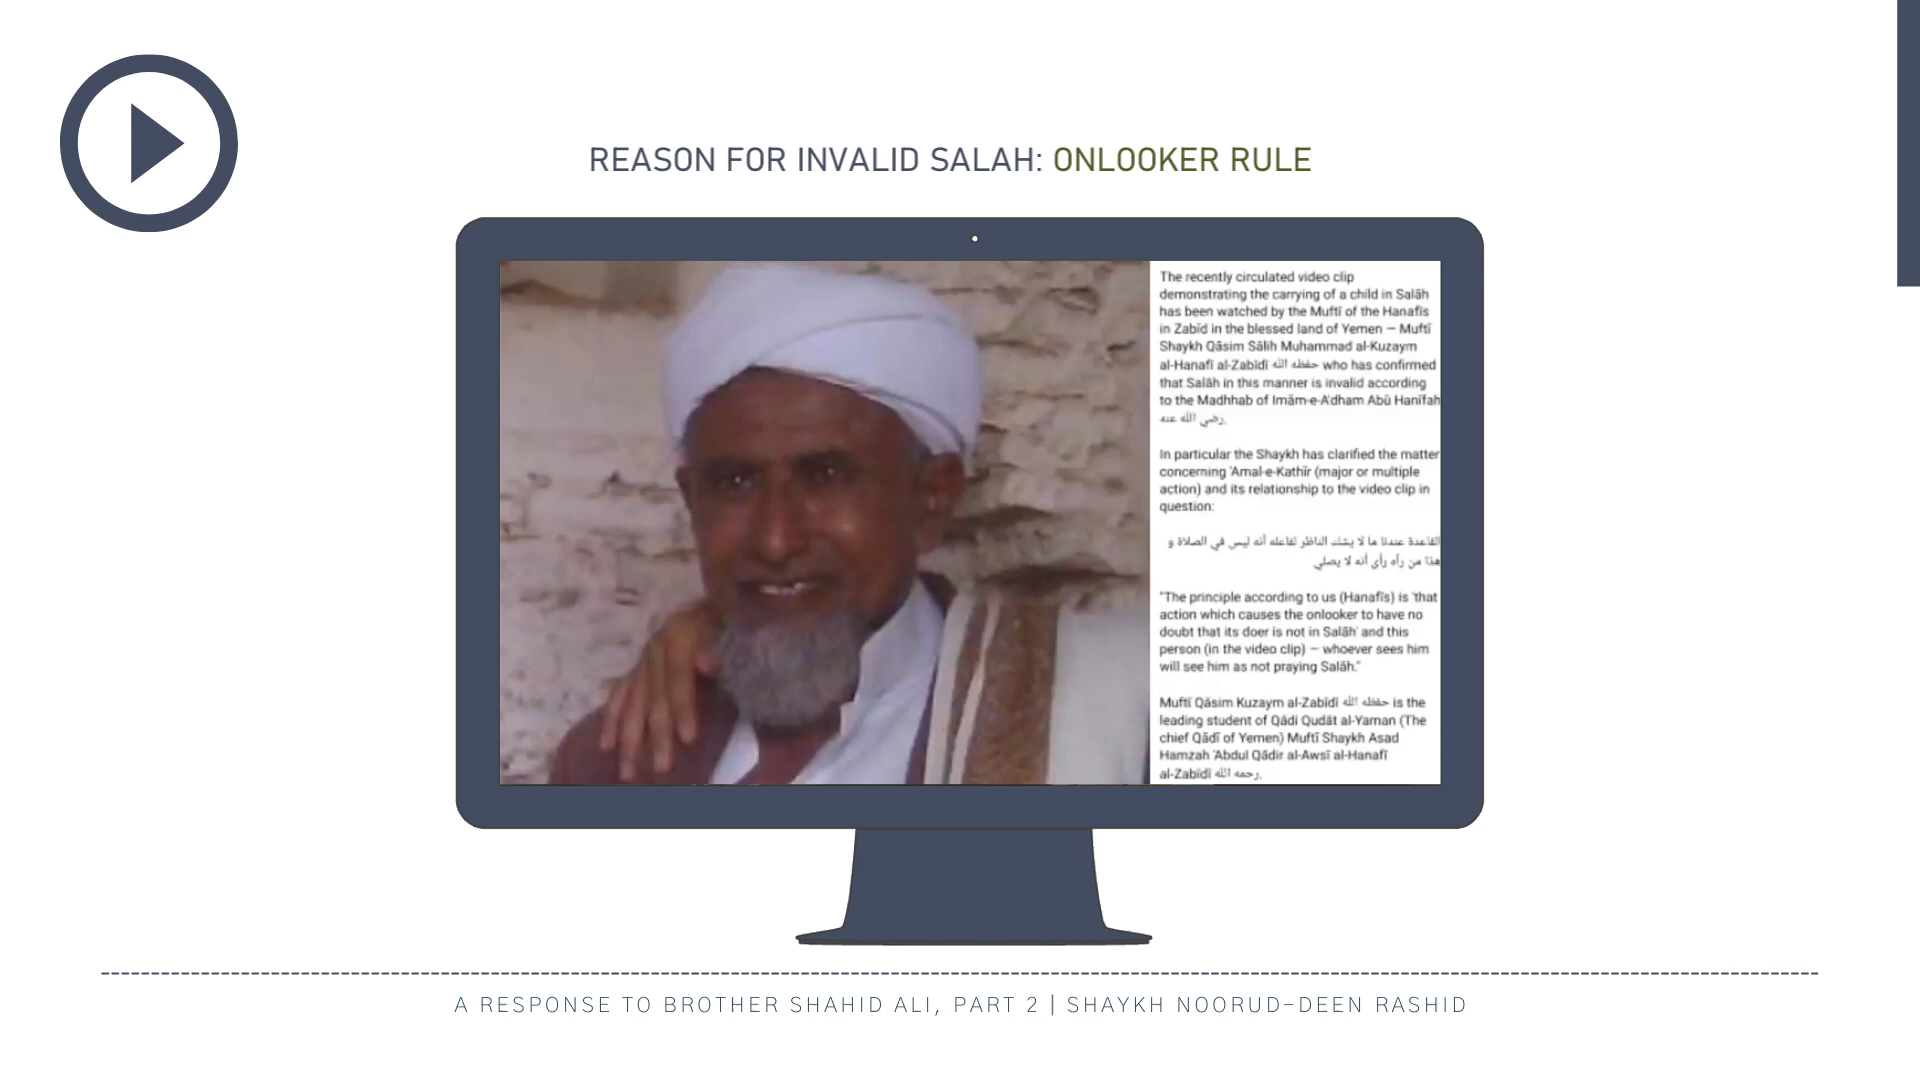 REASON FOR INVALID SALAH: ONLOOKER RULE
The recently circulated video clip
demonstrating the carrying of a child in Salāh
has been watched by the Muftī of the Hanafīs
in Zabīd in the blessed land of Yemen – Muftī
Shaykh Qāsim Sālih Muhammad al-Kuzaym
al-Hanafī al-Zabīdī حفظه الله who has confirmed
that Salāh in this manner is invalid according
to the Madhhab of Imām-e-A'dham Abū Hanīfah
رضي الله عنه.
In particular the Shaykh has clarified the matter
concerning 'Amal-e-Kathīr (major or multiple
action) and its relationship to the video clip in
question:
القاعدة عندنا ما لا يشك الناظر لفاعله أنه ليس في الصلاة و
هذا من رآه رأى أنه لا يصلي
"The principle according to us (Hanafīs) is 'that
action which causes the onlooker to have no
doubt that its doer is not in Salāh' and this
person (in the video clip) – whoever sees him
will see him as not praying Salāh."
Muftī Qāsim Kuzaym al-Zabīdī حفظه الله is the
leading student of Qādi Qudāt al-Yaman (The
chief Qādī of Yemen) Muftī Shaykh Asad
Hamzah 'Abdul Qādir al-Awsī al-Hanafī
al-Zabīdī رحمه الله.
A RESPONSE TO BROTHER SHAHID ALI, PART 2 | SHAYKH NOORUD-DEEN RASHID